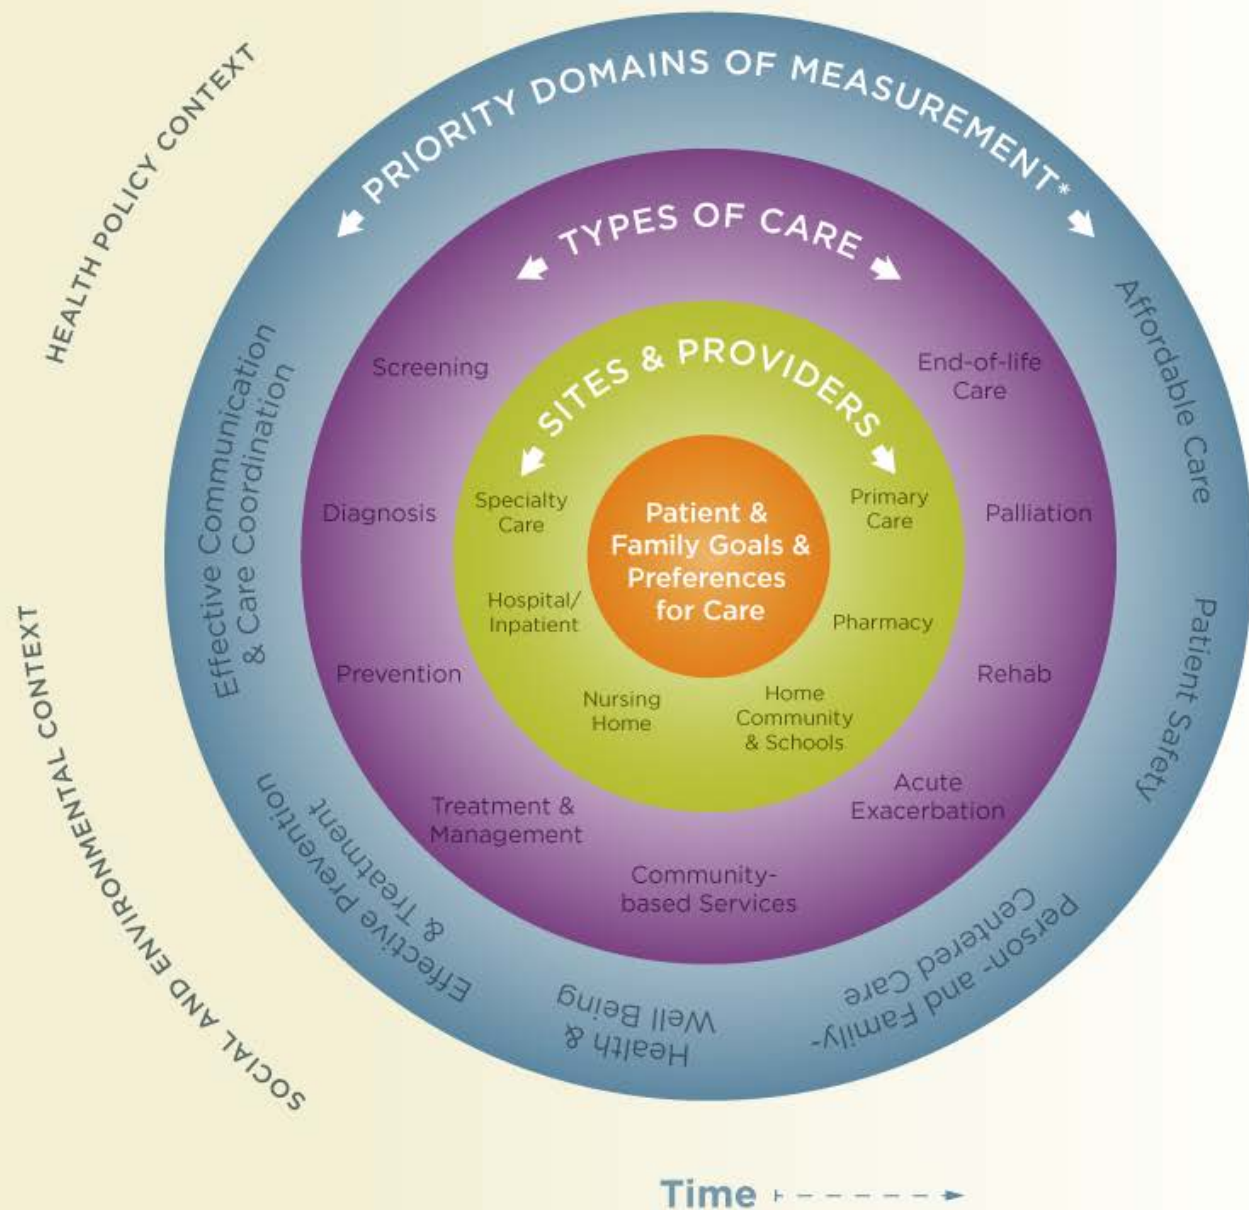 HEALTH POLICY CONTEXT
SOCIAL AND ENVIRONMENTAL CONTEXT
PRIORITY DOMAINS OF MEASUREMENT*
Effective Communication
& Care Coordination
Effective Prevention
& Treatment
Health &
Well Being
Person- and Family-
Centered Care
Patient Safety
Affordable Care
TYPES OF CARE
Screening
Diagnosis
Prevention
Treatment &
Management
Community-
based Services
Acute
Exacerbation
Rehab
Palliation
End-of-life
Care
SITES & PROVIDERS
Specialty
Care
Hospital/
Inpatient
Nursing
Home
Home
Community
& Schools
Pharmacy
Primary
Care
Patient &
Family Goals &
Preferences
for Care
Time